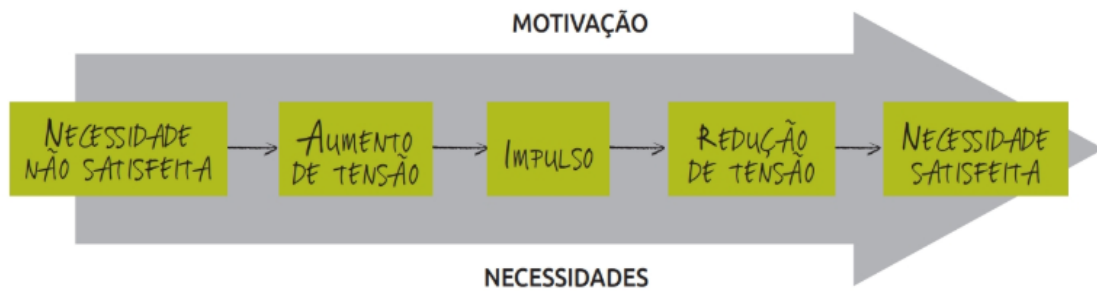 MOTIVAÇÃO
NECESSIDADE
NÃO SATISFEITA
AUMENTO
DE TENSÃO
IMPULSO
REDUÇÃO
DE TENSÃO
NECESSIDADE
SATISFEITA
NECESSIDADES